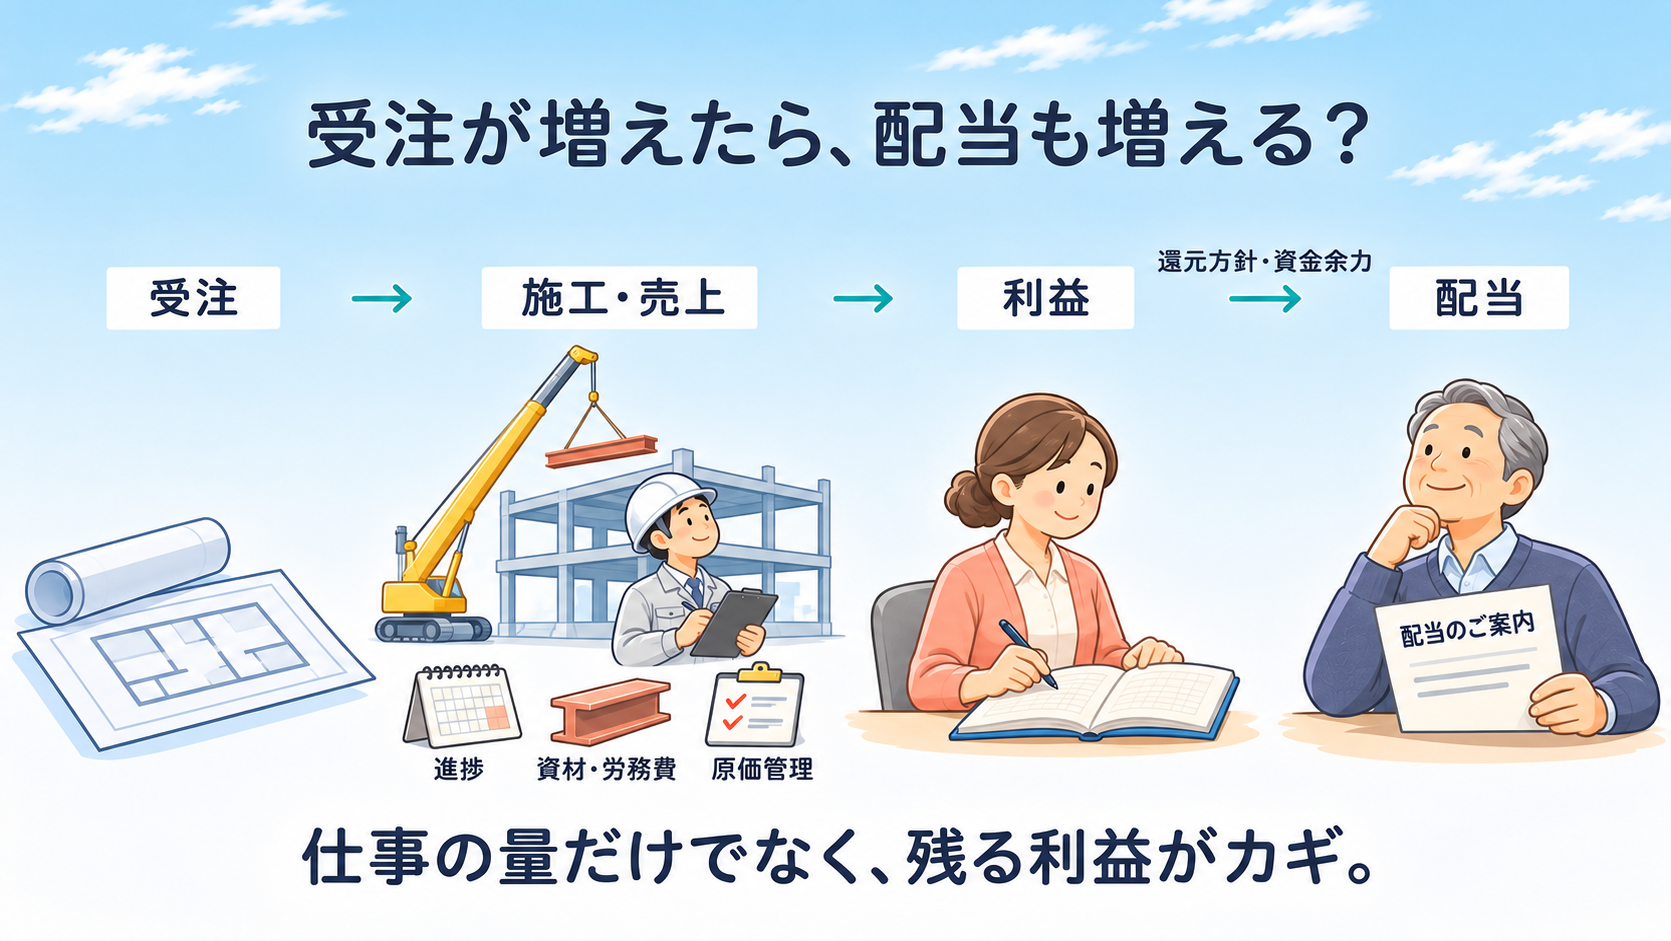 受注が増えたら、配当も増える?
還元方針・資金余力
受注 → 施工・売上 → 利益 → 配当
配当のご案内
進捗 資材・労務費 原価管理
仕事の量だけでなく、残る利益がカギ。